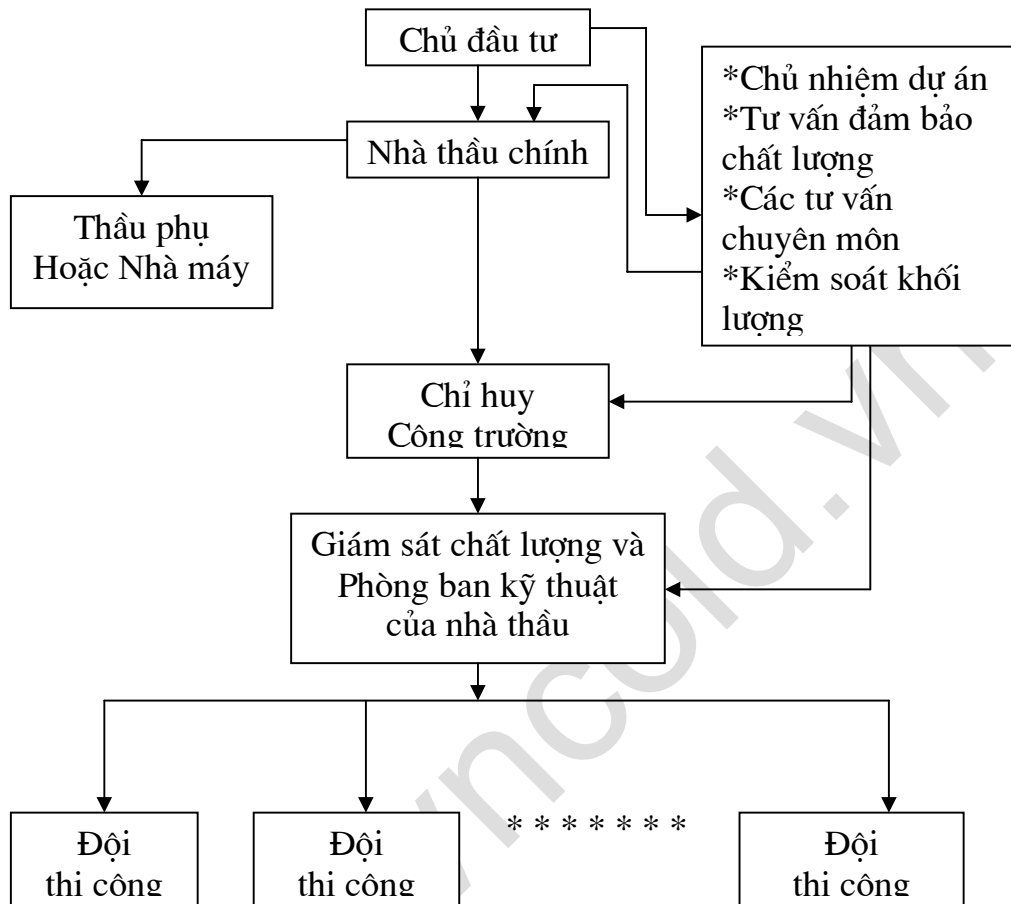 Chủ đầu tư
*Chủ nhiệm dự án
*Tư vấn đảm bảo
chất lượng
*Các tư vấn
chuyên môn
*Kiểm soát khối
lượng
Nhà thầu chính
Thầu phụ
Hoặc Nhà máy
Chỉ huy
Công trường
Giám sát chất lượng và
Phòng ban kỹ thuật
của nhà thầu
Đội
thi công
Đội
thi công
* * * * * * *
Đội
thi công
vncold.vn